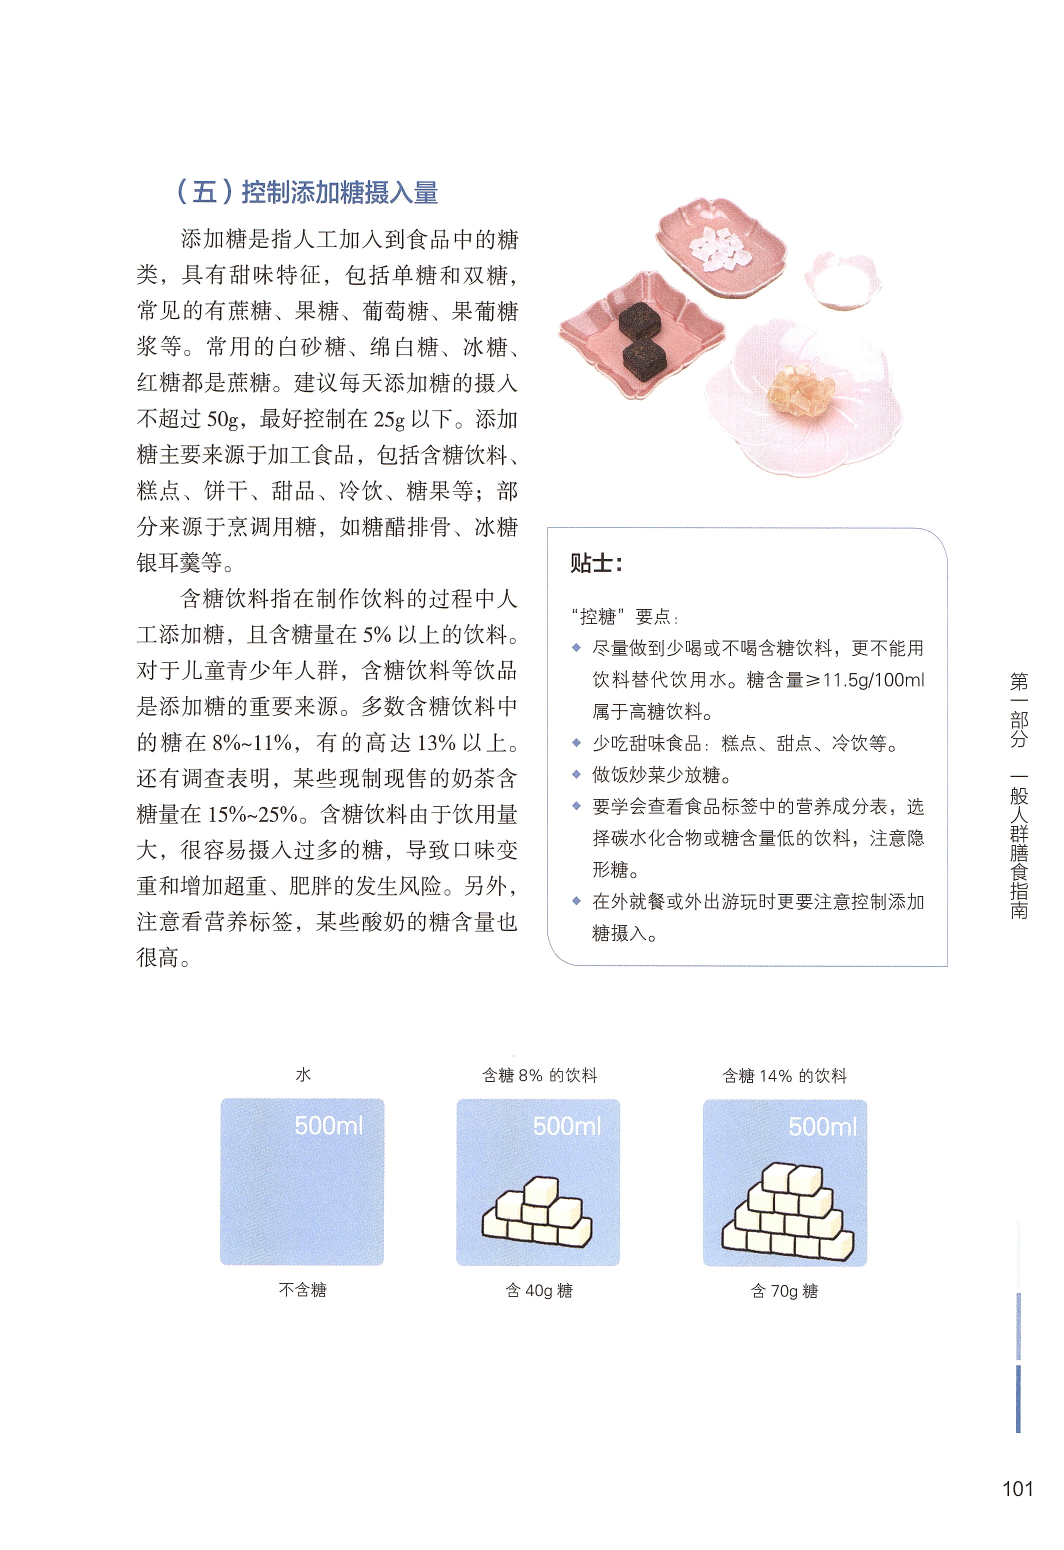 （五）控制添加糖摄入量
添加糖是指人工加入到食品中的糖
类，具有甜味特征，包括单糖和双糖，
常见的有蔗糖、果糖、葡萄糖、果葡糖
浆等。常用的白砂糖、绵白糖、冰糖、
红糖都是蔗糖。建议每天添加糖的摄入
不超过 50g，最好控制在 25g 以下。添加
糖主要来源于加工食品，包括含糖饮料、
糕点、饼干、甜品、冷饮、糖果等；部
分来源于烹调用糖，如糖醋排骨、冰糖
银耳羹等。
含糖饮料指在制作饮料的过程中人
工添加糖，且含糖量在 5% 以上的饮料。
对于儿童青少年人群，含糖饮料等饮品
是添加糖的重要来源。多数含糖饮料中
的糖在 8%~11%，有的高达 13% 以上。
还有调查表明，某些现制现售的奶茶含
糖量在 15%~25%。含糖饮料由于饮用量
大，很容易摄入过多的糖，导致口味变
重和增加超重、肥胖的发生风险。另外，
注意看营养标签，某些酸奶的糖含量也
很高。
贴士：
“控糖”要点：
◆ 尽量做到少喝或不喝含糖饮料，更不能用
饮料替代饮用水。糖含量≥11.5g/100ml
属于高糖饮料。
◆ 少吃甜味食品：糕点、甜点、冷饮等。
◆ 做饭炒菜少放糖。
◆ 要学会查看食品标签中的营养成分表，选
择碳水化合物或糖含量低的饮料，注意隐
形糖。
◆ 在外就餐或外出游玩时更要注意控制添加
糖摄入。
水
500ml
不含糖
含糖 8% 的饮料
500ml
含 40g 糖
含糖 14% 的饮料
500ml
含 70g 糖
第一部分 一般人群膳食指南
101